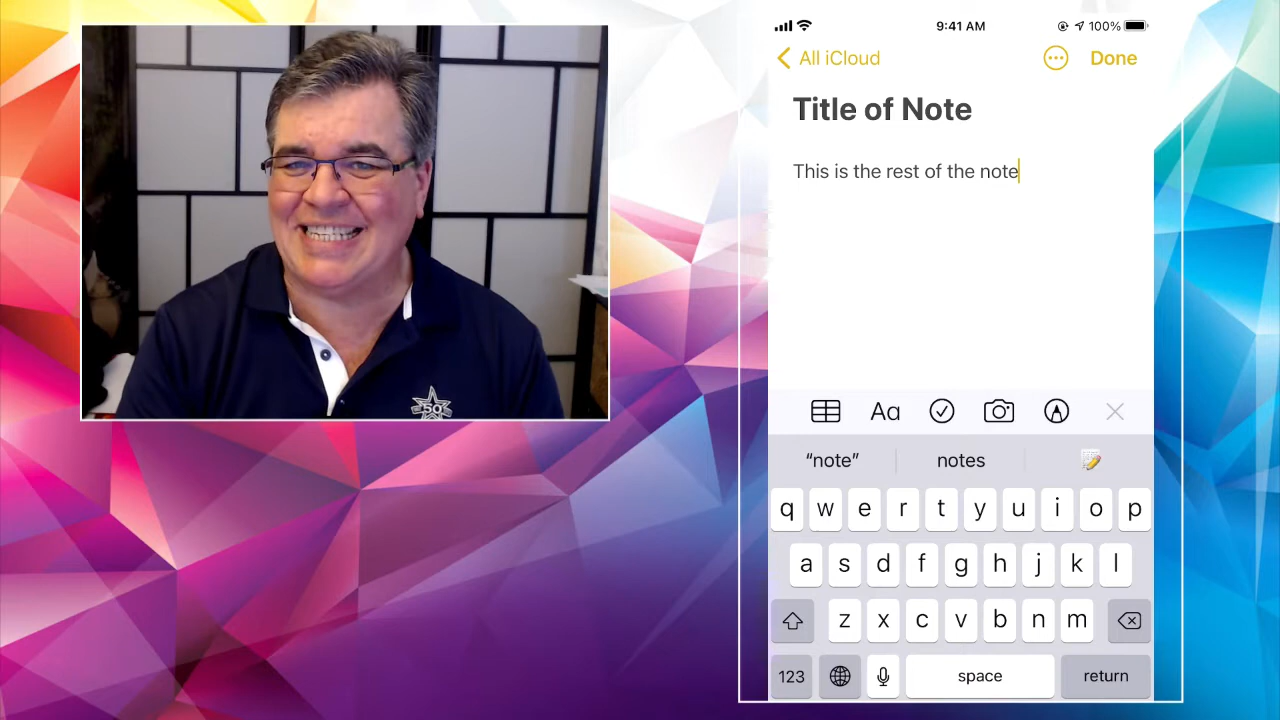 50
9:41 AM
100%
All iCloud
Done
Title of Note
This is the rest of the note
Aa
“note” notes
q w e r t y u i o p
a s d f g h j k l
z x c v b n m
123 space return